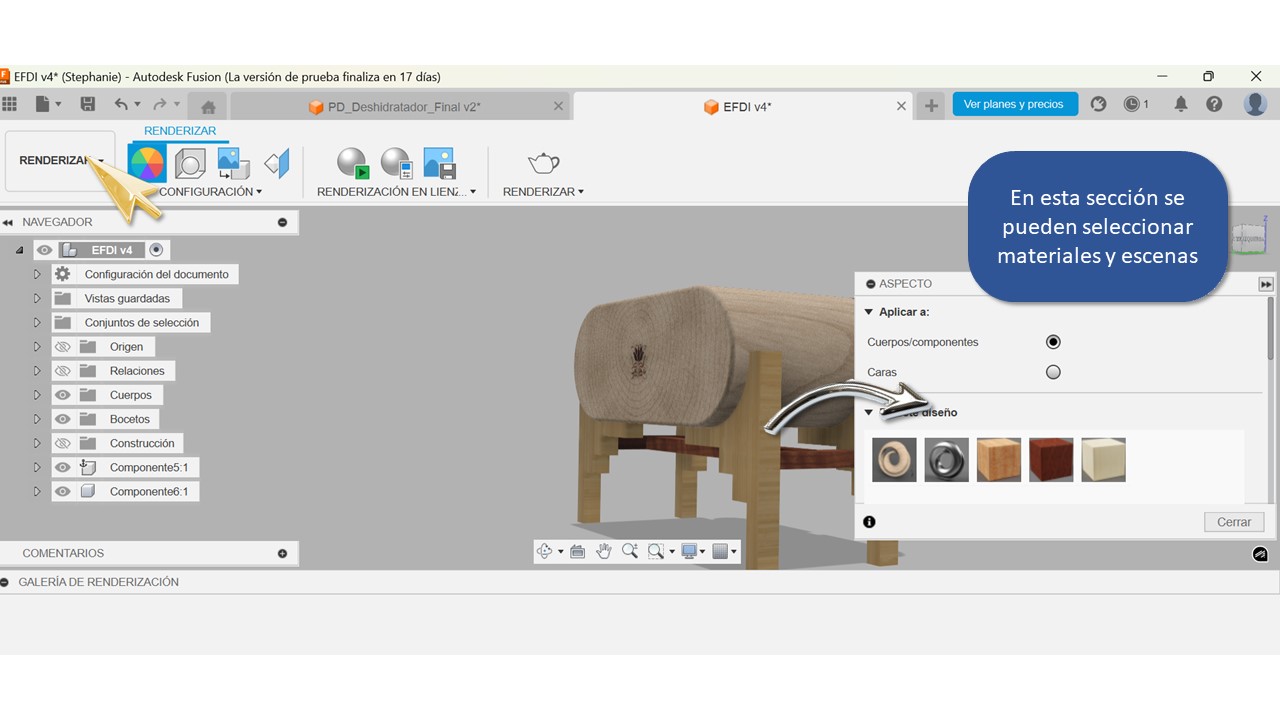 EFDI v4* (Stephanie) - Autodesk Fusion (La versión de prueba finaliza en 17 días)
PD_Deshidratador_Final v2*
EFDI v4*
Ver planes y precios
1
RENDERIZAR
RENDERIZAR
CONFIGURACIÓN
RENDERIZACIÓN EN LIENZ...
RENDERIZAR
En esta sección se
pueden seleccionar
materiales y escenas
NAVEGADOR
EFDI v4
Configuración del documento
Vistas guardadas
Conjuntos de selección
Origen
Relaciones
Cuerpos
Bocetos
Construcción
Componente5:1
Componente6:1
COMENTARIOS
GALERÍA DE RENDERIZACIÓN
ASPECTO
Aplicar a:
Cuerpos/componentes
Caras
diseño
Cerrar